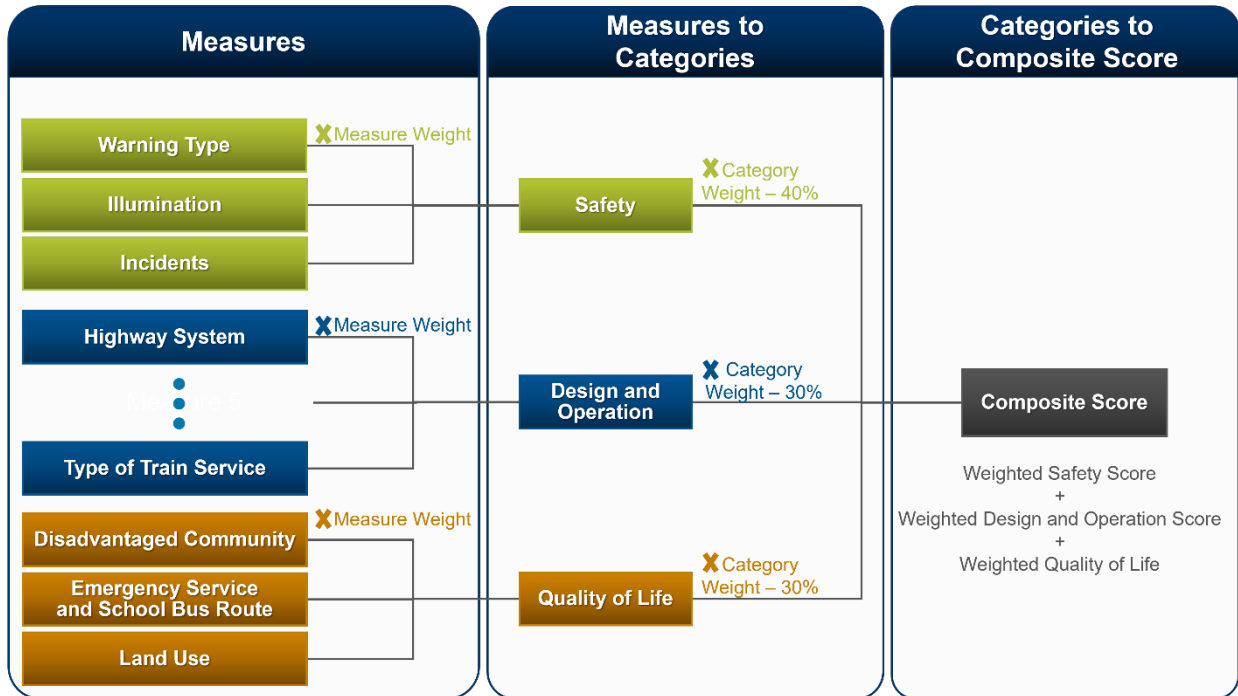 Measures
Measures to
Categories
Categories to
Composite Score
Warning Type
X Measure Weight
Illumination
Incidents
Safety
X Category
Weight – 40%
Highway System
X Measure Weight
Type of Train Service
Design and
Operation
X Category
Weight – 30%
Composite Score
Weighted Safety Score
+
Weighted Design and Operation Score
+
Weighted Quality of Life
Disadvantaged Community
X Measure Weight
Emergency Service
and School Bus Route
Land Use
Quality of Life
X Category
Weight – 30%